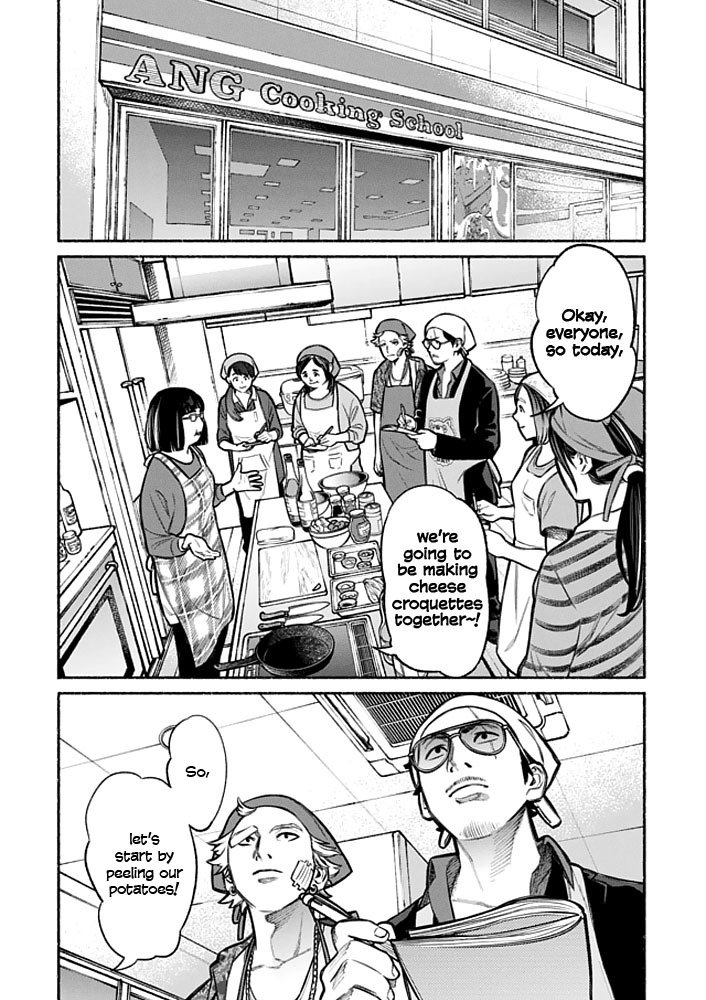 ANG Cooking School
Okay,
everyone,
so today,
we're
going to
be making
cheese
croquettes
together~!
So,
let's
start by
peeling our
potatoes!